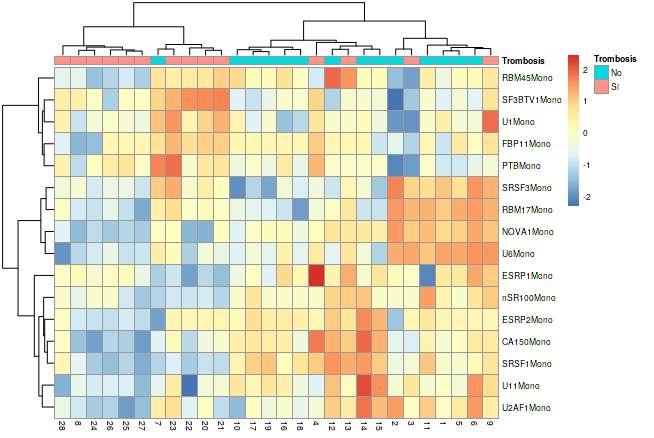 Trombosis
RBM45Mono
SF3BTV1Mono
U1Mono
FBP11Mono
PTBMono
SRSF3Mono
RBM17Mono
NOVA1Mono
U6Mono
ESRP1Mono
nSR100Mono
ESRP2Mono
CA150Mono
SRSF1Mono
U11Mono
U2AF1Mono
28 8 24 26 25 27 7 23 22 20 21 10 17 19 16 18 4 12 13 14 15 2 3 11 1 5 6 9
2
1
0
-1
-2
Trombosis
No
SI